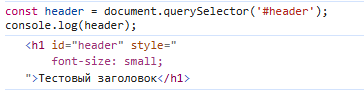 const header = document.querySelector('#header');
console.log(header);
<h1 id="header" style="
font-size: small;
">Тестовый заголовок</h1>